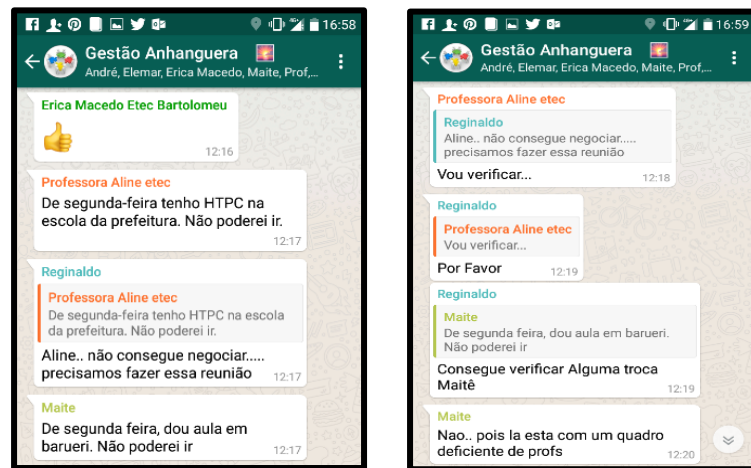 16:58
Gestão Anhanguera
André, Elemar, Erica Macedo, Maite, Prof,...
Erica Macedo Etec Bartolomeu
12:16
Professora Aline etec
De segunda-feira tenho HTPC na
escola da prefeitura. Não poderei ir.
12:17
Reginaldo
Professora Aline etec
De segunda-feira tenho HTPC na escola
da prefeitura. Não poderei ir.
Aline.. não consegue negociar.....
precisamos fazer essa reunião 12:17
Maite
De segunda feira, dou aula em
barueri. Não poderei ir 12:17
16:59
Gestão Anhanguera
André, Elemar, Erica Macedo, Maite, Prof,...
Professora Aline etec
Reginaldo
Aline.. não consegue negociar.....
precisamos fazer essa reunião
Vou verificar... 12:18
Reginaldo
Professora Aline etec
Vou verificar...
Por Favor 12:19
Reginaldo
Maite
De segunda feira, dou aula em barueri.
Não poderei ir
Consegue verificar Alguma troca
Maitê 12:19
Maite
Nao.. pois la esta com um quadro
deficiente de profs 12:20